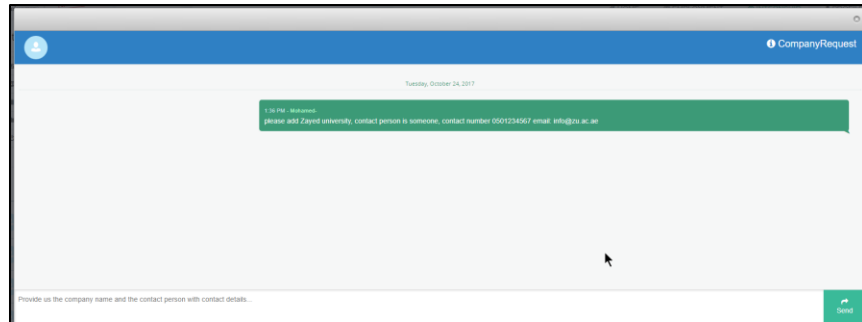 CompanyRequest
Tuesday, October 24, 2017
1:36 PM - Mohamed-
please add Zayed university, contact person is someone, contact number 0501234567 email: info@zu.ac.ae
Provide us the company name and the contact person with contact details...
Send